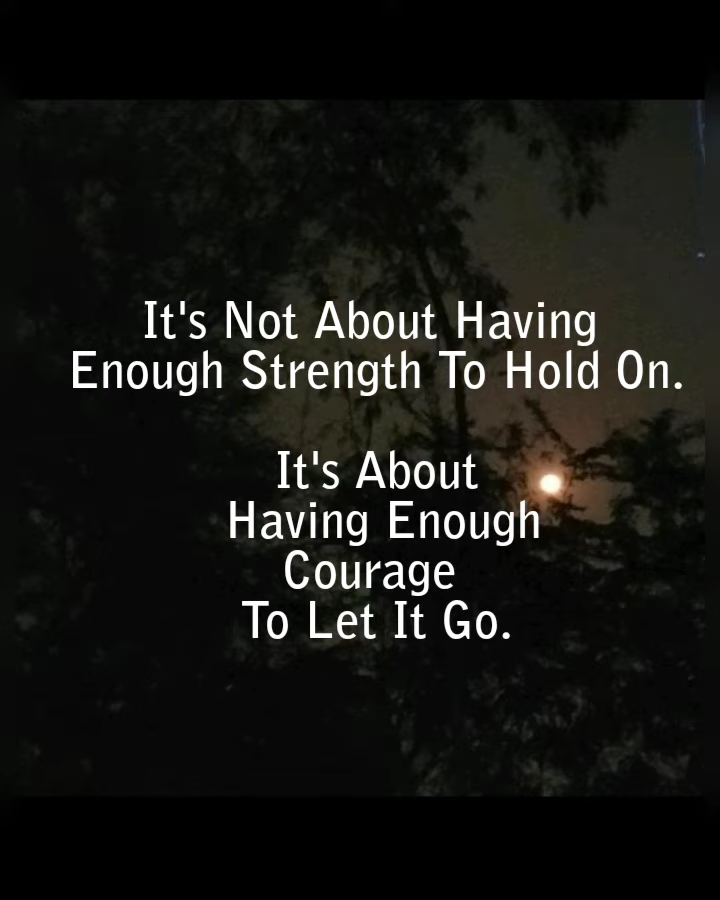 It's Not About Having
Enough Strength To Hold On.
It's About
Having Enough
Courage
To Let It Go.